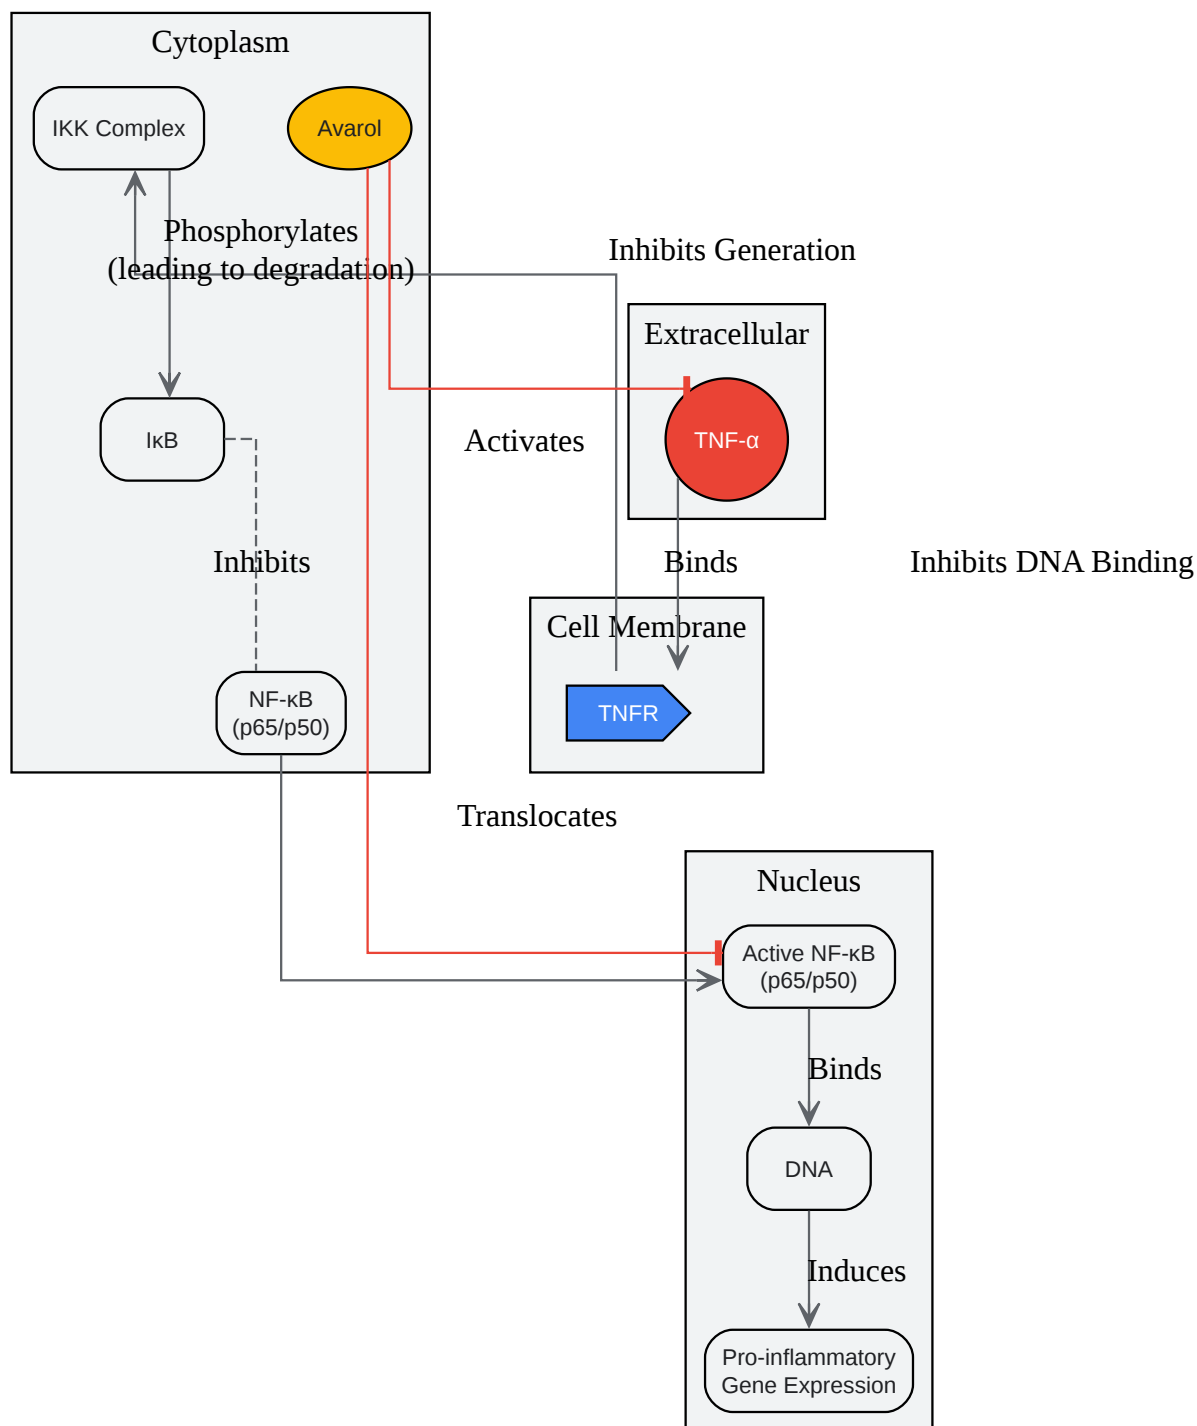 Cytoplasm
IKK Complex
Avarol
Phosphorylates
(leading to degradation)
Inhibits Generation
Extracellular
TNF-α
IκB
Activates
Inhibits
Binds
Inhibits DNA Binding
Cell Membrane
TNFR
NF-κB
(p65/p50)
Translocates
Nucleus
Active NF-κB
(p65/p50)
Binds
DNA
Induces
Pro-inflammatory
Gene Expression